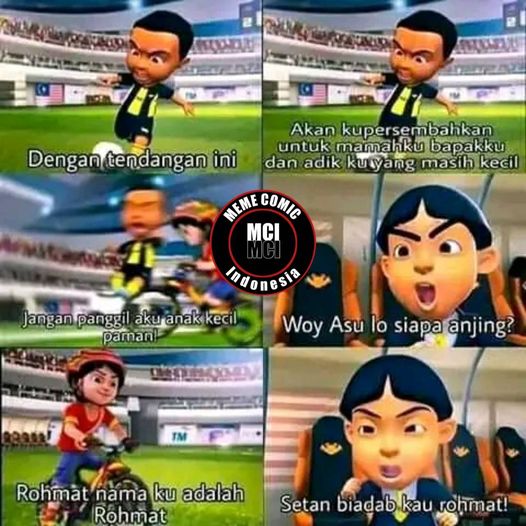 Dengan tendangan ini
Akan kupersembahkan
untuk mamahku bapakku
dan adik ku yang masih kecil
MEME COMIC
MCI
MCI
Indonesia
Jangan panggil aku anak kecil
paman!
Woy Asu lo siapa anjing?
TM
Rohmat nama ku adalah
Rohmat
Setan biadab kau rohmat!